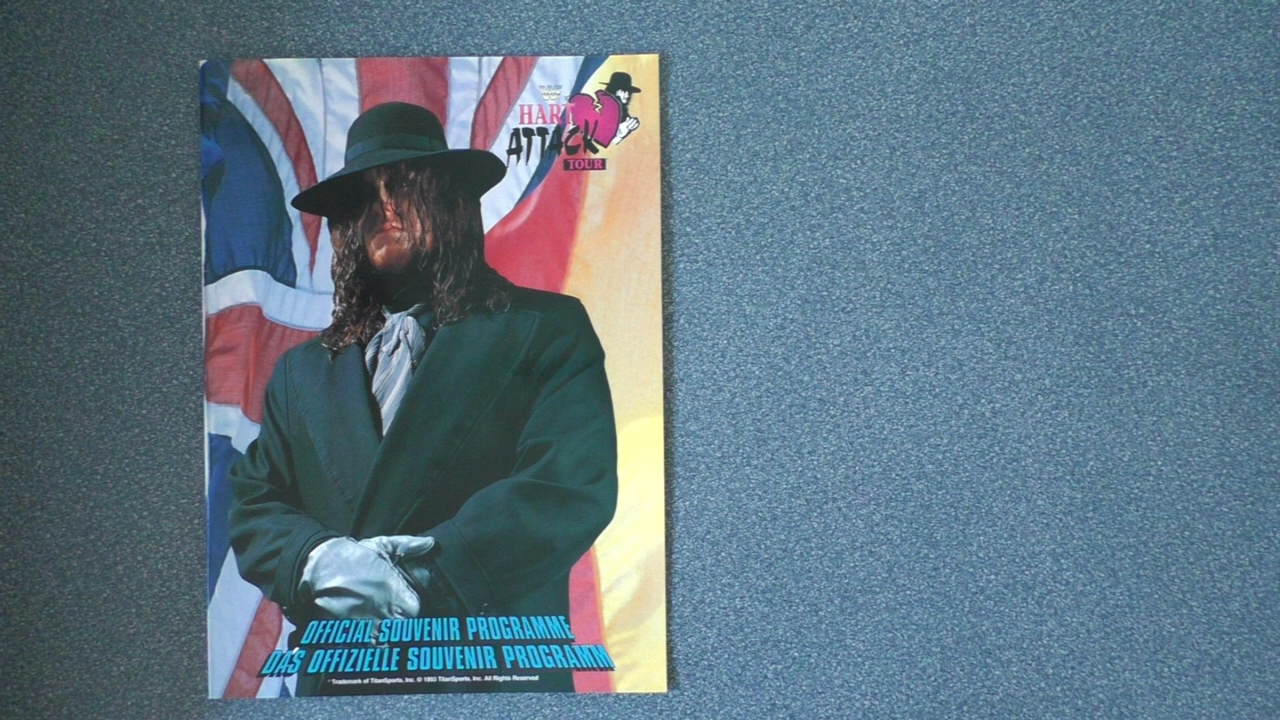 WF
HART
ATTACK
TOUR
OFFICIAL SOUVENIR PROGRAMME
DAS OFFIZIELLE SOUVENIR PROGRAMM
*Trademark of TitanSports, Inc. © 1993 TitanSports, Inc. All Rights Reserved